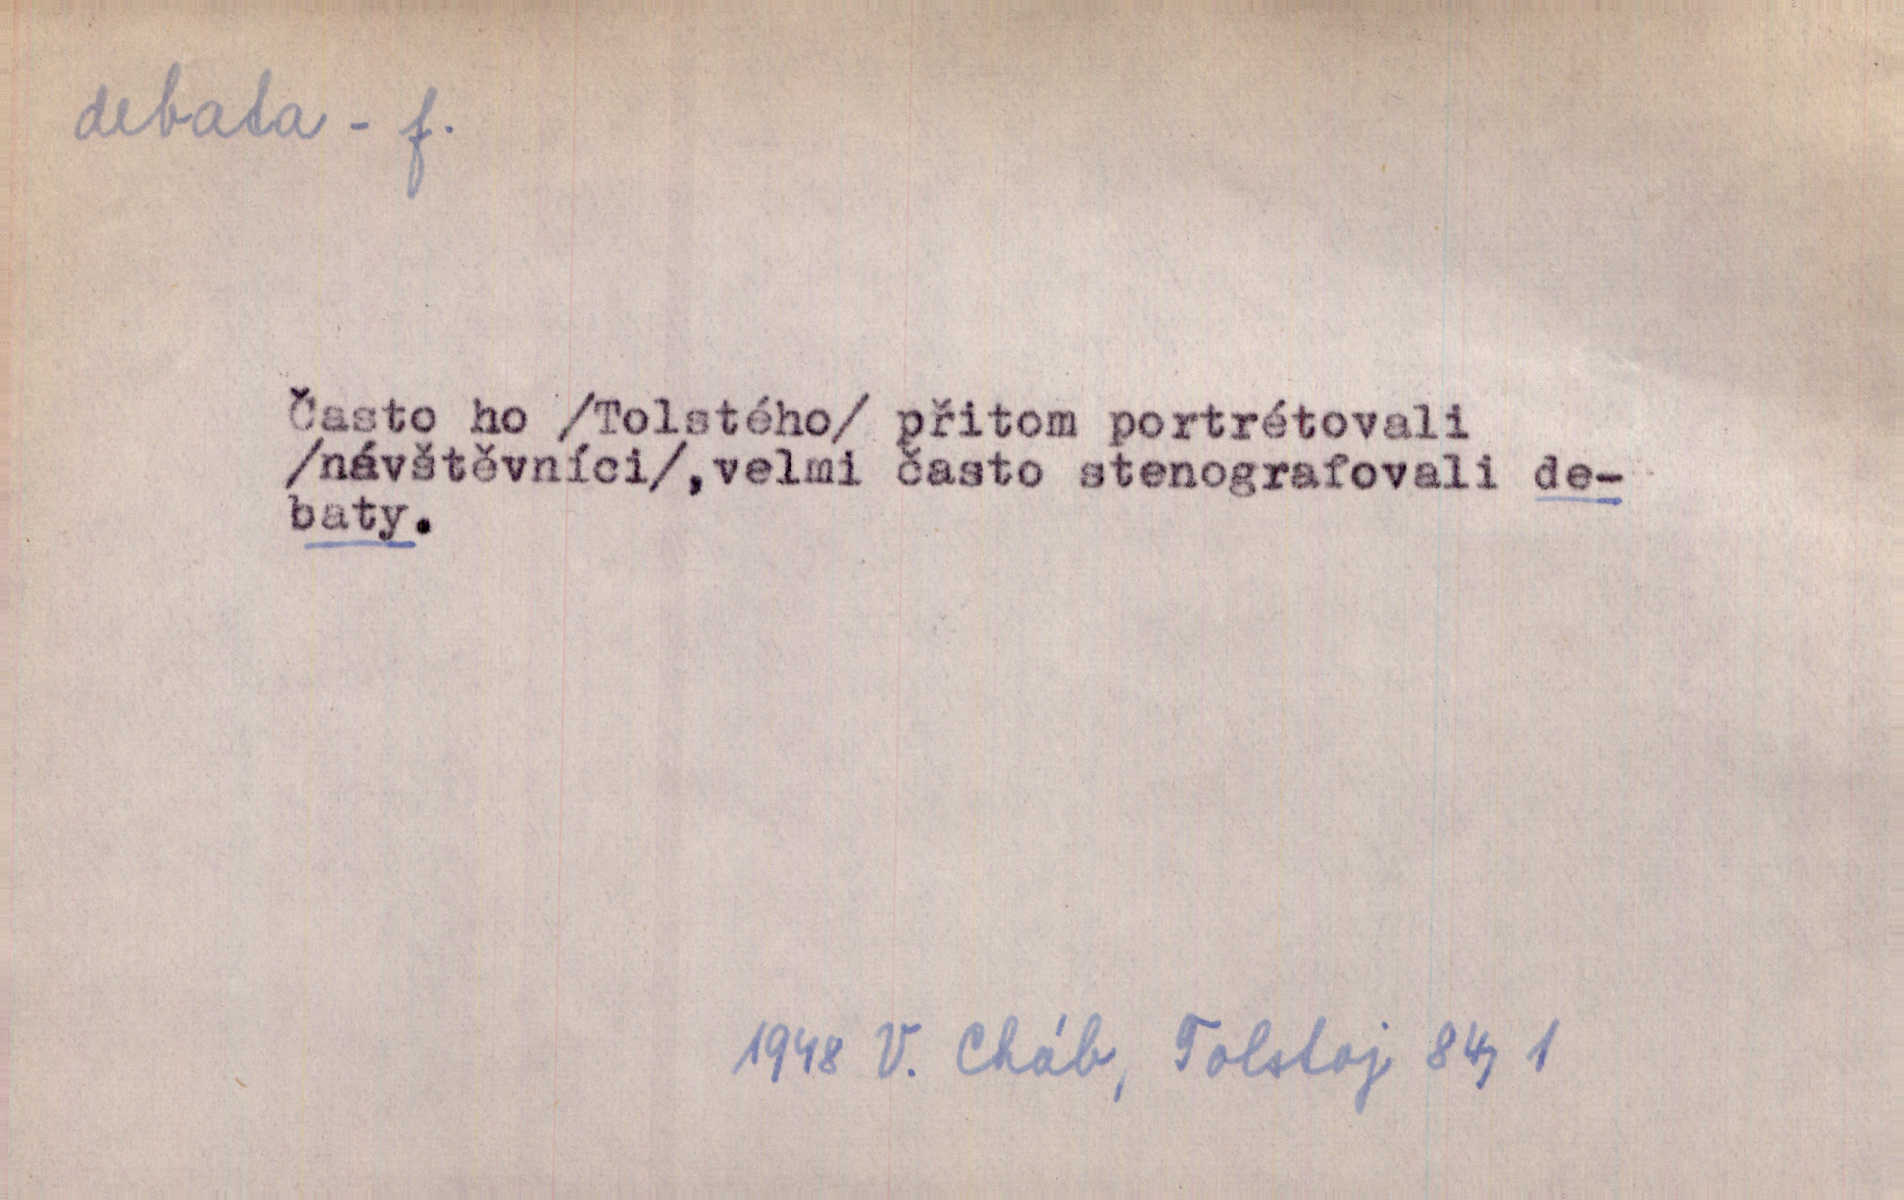 debata - f.
Často ho /Tolstého/ přitom portrétovali
/návštěvníci/,velmi často stenografovali de-
baty.
1948 V. Cháb, Tolstoj 84, 1